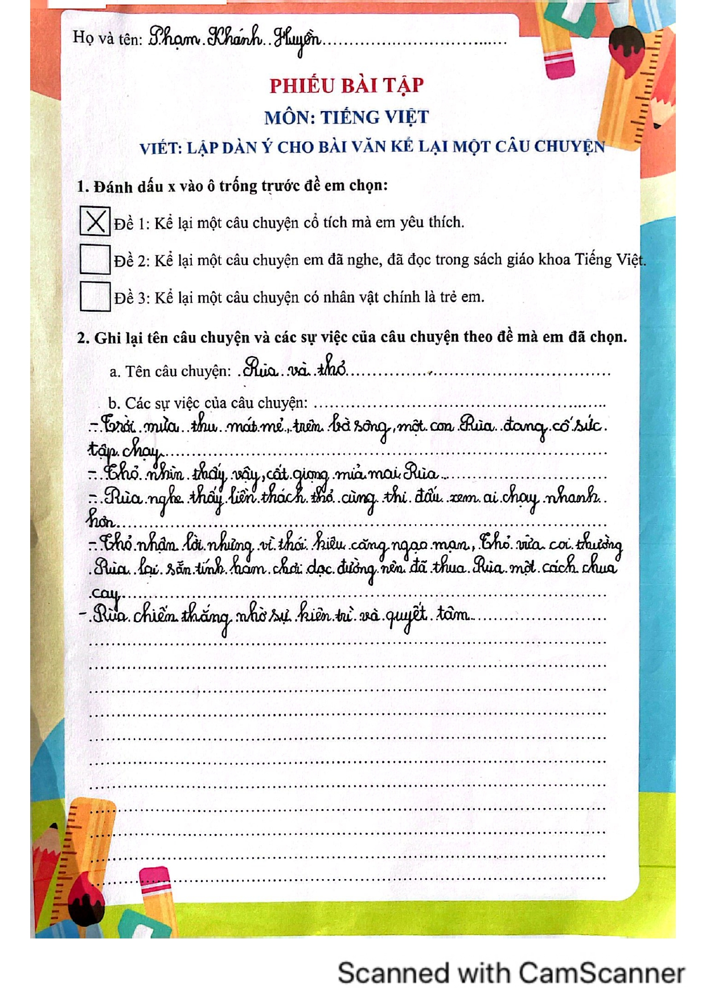 Họ và tên: Phạm Khánh Huyền
PHIẾU BÀI TẬP
MÔN: TIẾNG VIỆT
VIẾT: LẬP DÀN Ý CHO BÀI VĂN KỂ LẠI MỘT CÂU CHUYỆN
1. Đánh dấu x vào ô trống trước đề em chọn:
X Đề 1: Kể lại một câu chuyện cổ tích mà em yêu thích.
Đề 2: Kể lại một câu chuyện em đã nghe, đã đọc trong sách giáo khoa Tiếng Việt.
Đề 3: Kể lại một câu chuyện có nhân vật chính là trẻ em.
2. Ghi lại tên câu chuyện và các sự việc của câu chuyện theo đề mà em đã chọn.
a. Tên câu chuyện: Rùa và thỏ
b. Các sự việc của câu chuyện:
- Trời mùa thu mát mẻ, trên bờ sông, một con Rùa đang cố sức
tập chạy.
- Thỏ nhìn thấy vậy, cất giọng mỉa mai Rùa.
- Rùa nghe thấy liền thách thỏ cùng thi đấu xem ai chạy nhanh
hơn.
- Thỏ nhận lời nhưng vì thói kiêu căng ngạo mạn, Thỏ vừa coi thường
Rùa lại sẵn tính ham chơi dọc đường nên đã thua Rùa một cách chua
cay.
- Rùa chiến thắng nhờ sự kiên trì và quyết tâm.
Scanned with CamScanner